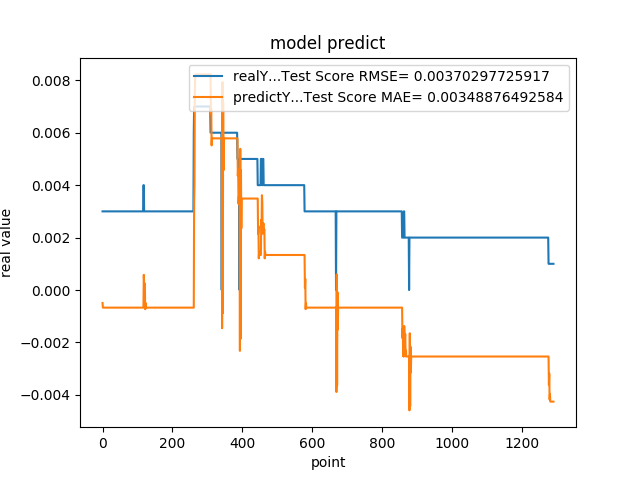 model predict
realY...Test Score RMSE= 0.00370297725917
predictY...Test Score MAE= 0.00348876492584
0.008
0.006
0.004
0.002
0.000
−0.002
−0.004
real value
0 200 400 600 800 1000 1200
point